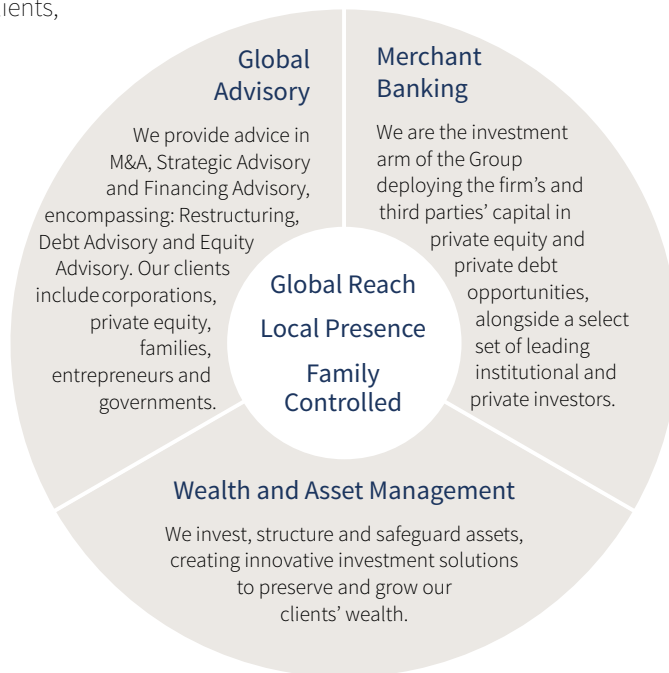 ients,
Global
Advisory
We provide advice in
M&A, Strategic Advisory
and Financing Advisory,
encompassing: Restructuring,
Debt Advisory and Equity
Advisory. Our clients
include corporations,
private equity,
families,
entrepreneurs and
governments.
Merchant
Banking
We are the investment
arm of the Group
deploying the firm’s and
third parties’ capital in
private equity and
private debt
opportunities,
alongside a select
set of leading
institutional and
private investors.
Global Reach
Local Presence
Family
Controlled
Wealth and Asset Management
We invest, structure and safeguard assets,
creating innovative investment solutions
to preserve and grow our
clients’ wealth.